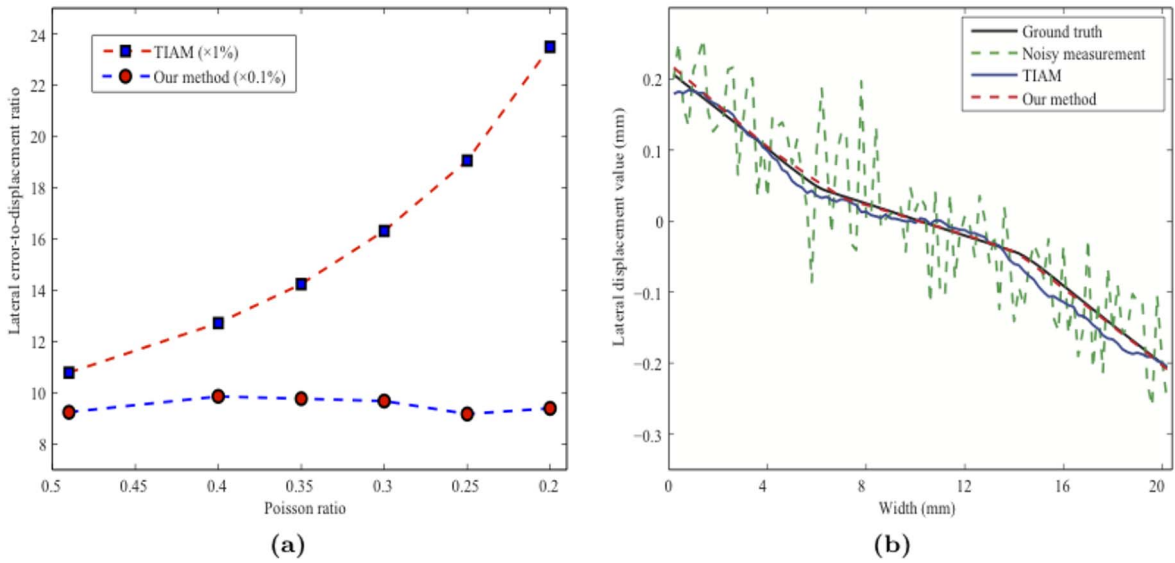 Lateral error-to-displacement ratio
24
22
20
18
16
14
12
10
8
TIAM (×1%)
Our method (×0.1%)
0.5
0.45
0.4
0.35
0.3
0.25
0.2
Poisson ratio
(a)
Lateral displacement value (mm)
0.2
0.1
0
−0.1
−0.2
−0.3
Ground truth
Noisy measurement
TIAM
Our method
0
4
8
12
16
20
Width (mm)
(b)